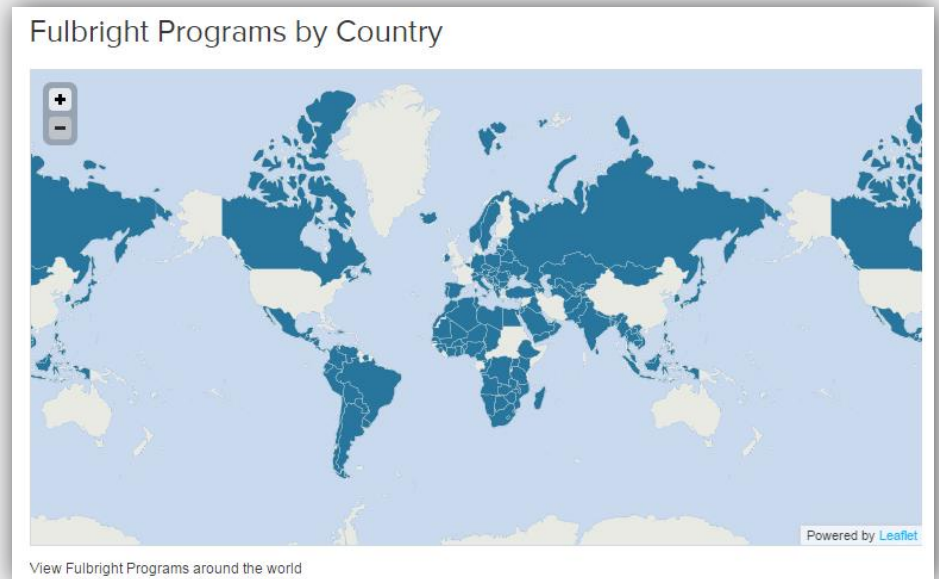 Fulbright Programs by Country
+
−
Powered by Leaflet
View Fulbright Programs around the world